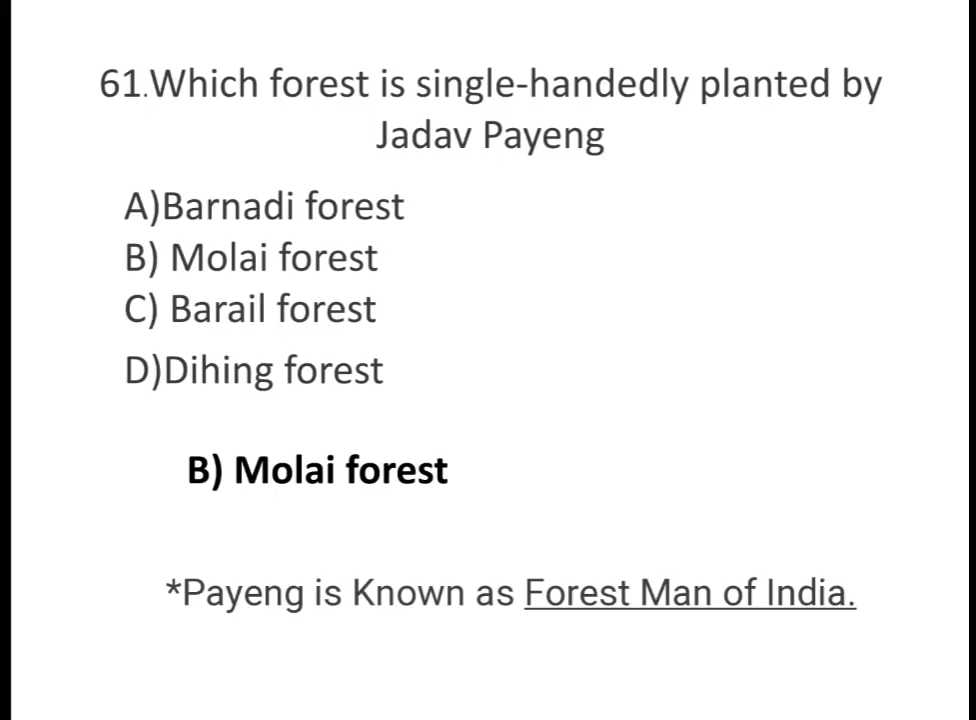 61.Which forest is single-handedly planted by
Jadav Payeng
A)Barnadi forest
B) Molai forest
C) Barail forest
D)Dihing forest
B) Molai forest
*Payeng is Known as Forest Man of India.